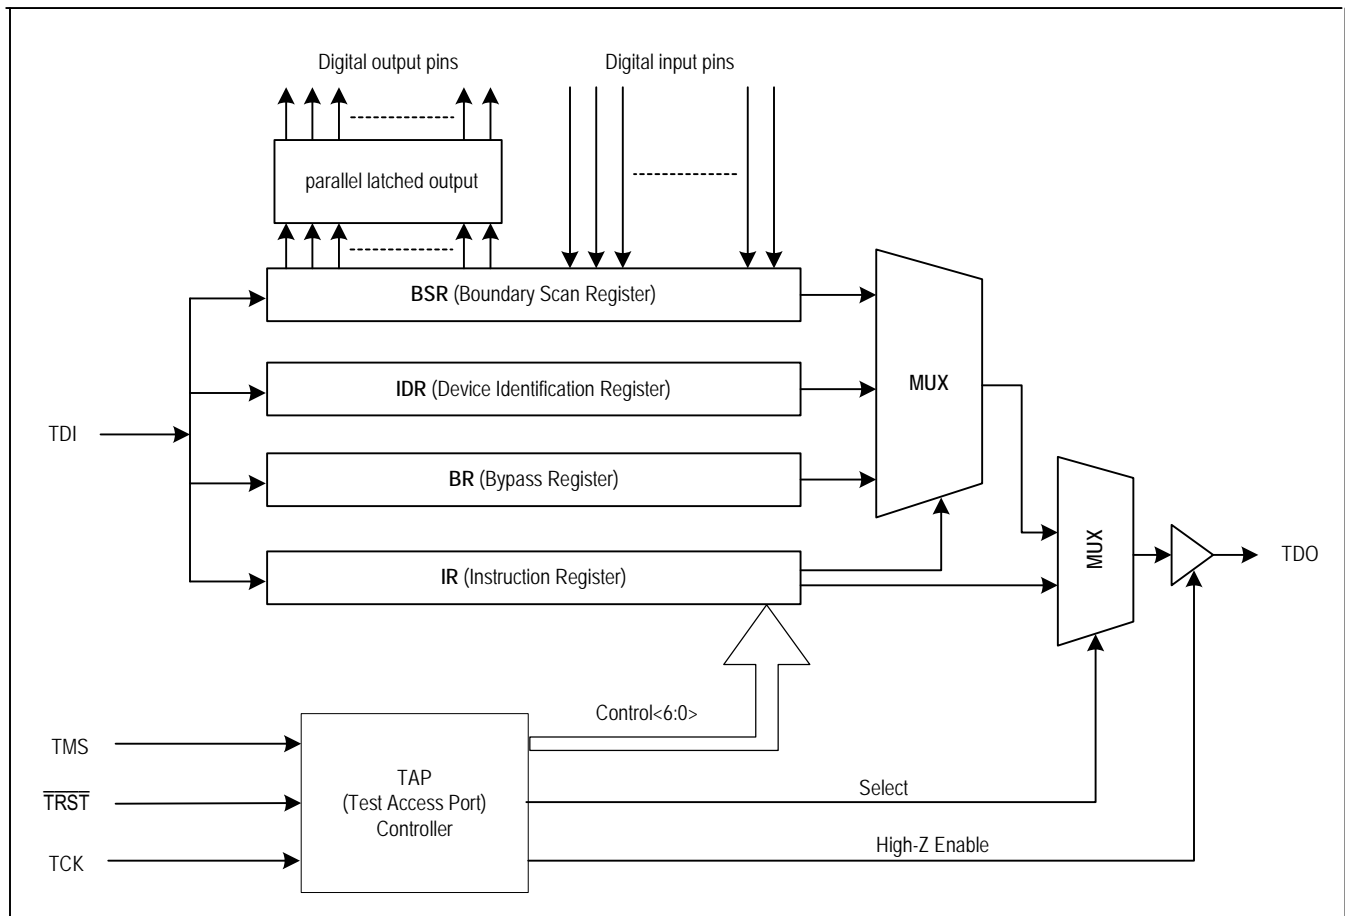 Digital output pins
Digital input pins
parallel latched output
BSR (Boundary Scan Register)
IDR (Device Identification Register)
MUX
TDI
BR (Bypass Register)
MUX
TDO
IR (Instruction Register)
Control<6:0>
TMS
TAP
(Test Access Port)
Controller
TRST
Select
TCK
High-Z Enable